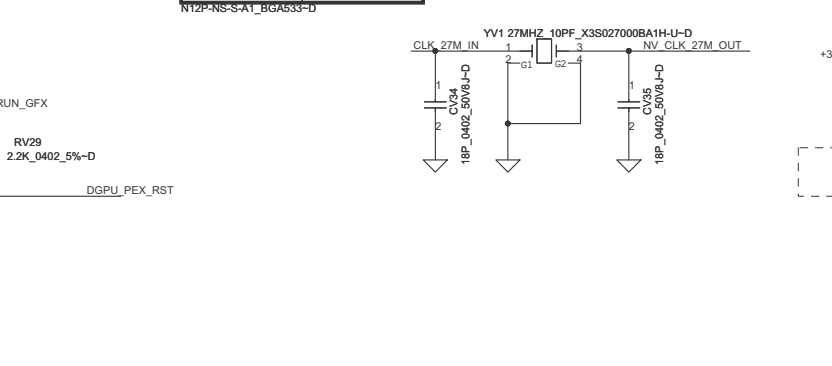 N12P-NS-S-A1_BGA533~D
YV1 27MHZ_10PF_X3S027000BA1H-U~D
CLK_27M_IN
1
3
NV_CLK_27M_OUT
2
G1
G2
4
+3
1
2
CV34
18P_0402_50V8J~D
1
2
CV35
18P_0402_50V8J~D
RUN_GFX
RV29
2.2K_0402_5%~D
DGPU_PEX_RST